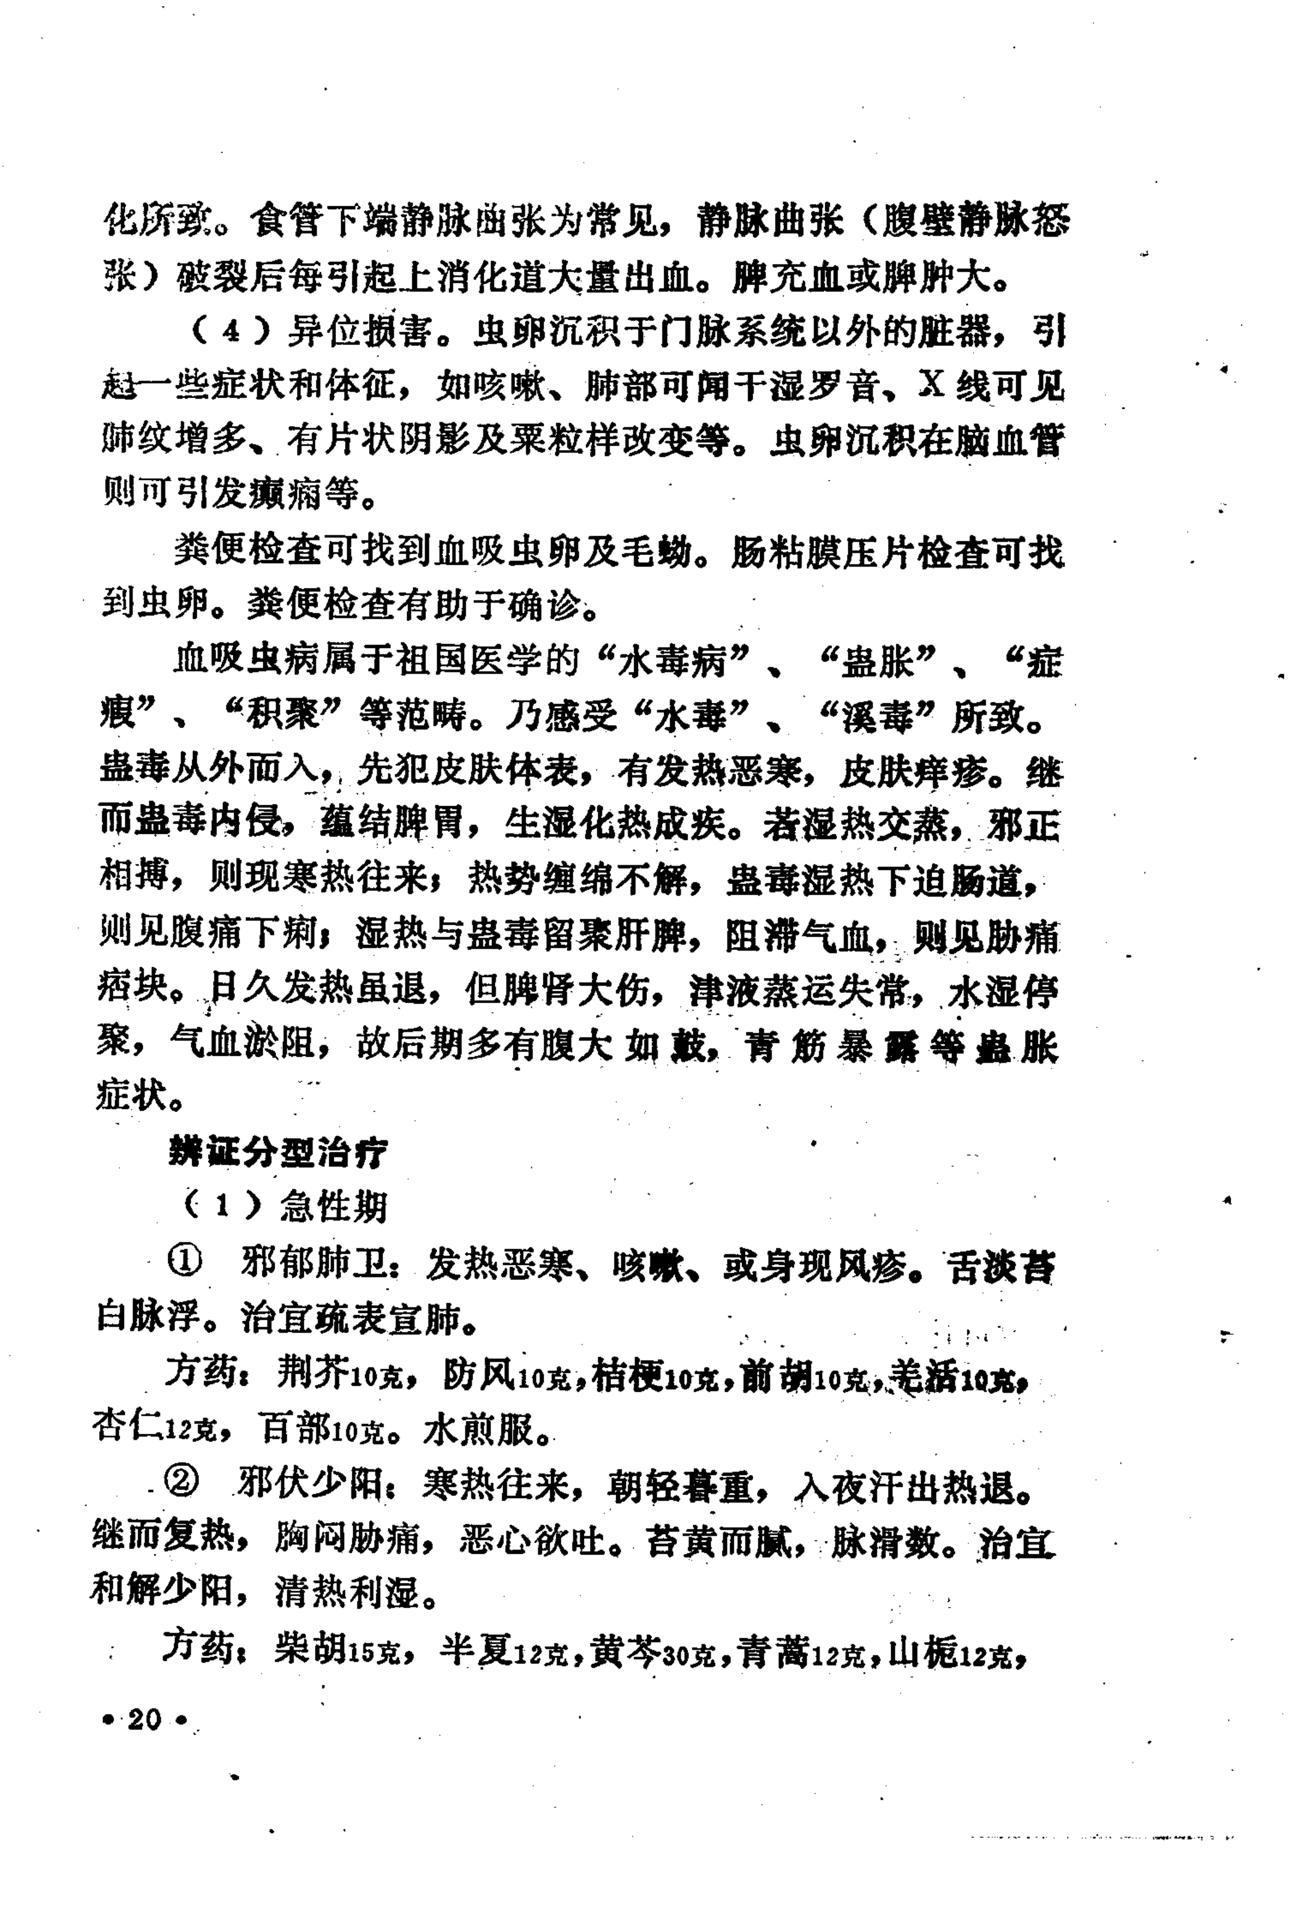 化所致。食管下端静脉曲张为常见，静脉曲张（腹壁静脉怒
张）破裂后每引起上消化道大量出血。脾充血或脾肿大。
（4）异位损害。虫卵沉积于门脉系统以外的脏器，引
起一些症状和体征，如咳嗽、肺部可闻干湿罗音、X线可见
肺纹增多、有片状阴影及粟粒样改变等。虫卵沉积在脑血管
则可引发癫痫等。
粪便检查可找到血吸虫卵及毛蚴。肠粘膜压片检查可找
到虫卵。粪便检查有助于确诊。
血吸虫病属于祖国医学的“水毒病”、“蛊胀”、“症
瘕”、“积聚”等范畴。乃感受“水毒”、“溪毒”所致。
蛊毒从外而入，先犯皮肤体表，有发热恶寒，皮肤痒疹。继
而蛊毒内侵，蕴结脾胃，生湿化热成疾。若湿热交蒸，邪正
相搏，则现寒热往来；热势缠绵不解，蛊毒湿热下迫肠道，
则见腹痛下痢；湿热与蛊毒留聚肝脾，阻滞气血，则见胁痛
痞块。日久发热虽退，但脾肾大伤，津液蒸运失常，水湿停
聚，气血淤阻，故后期多有腹大如鼓，青筋暴露等蛊胀
症状。
辨证分型治疗
（1）急性期
① 邪郁肺卫：发热恶寒、咳嗽、或身现风疹。舌淡苔
白脉浮。治宜疏表宣肺。
方药：荆芥10克，防风10克，桔梗10克，前胡10克，羌活10克，
杏仁12克，百部10克。水煎服。
② 邪伏少阳：寒热往来，朝轻暮重，入夜汗出热退。
继而复热，胸闷胁痛，恶心欲吐。苔黄而腻，脉滑数。治宜
和解少阳，清热利湿。
方药：柴胡15克，半夏12克，黄芩30克，青蒿12克，山栀12克，
• 20 •